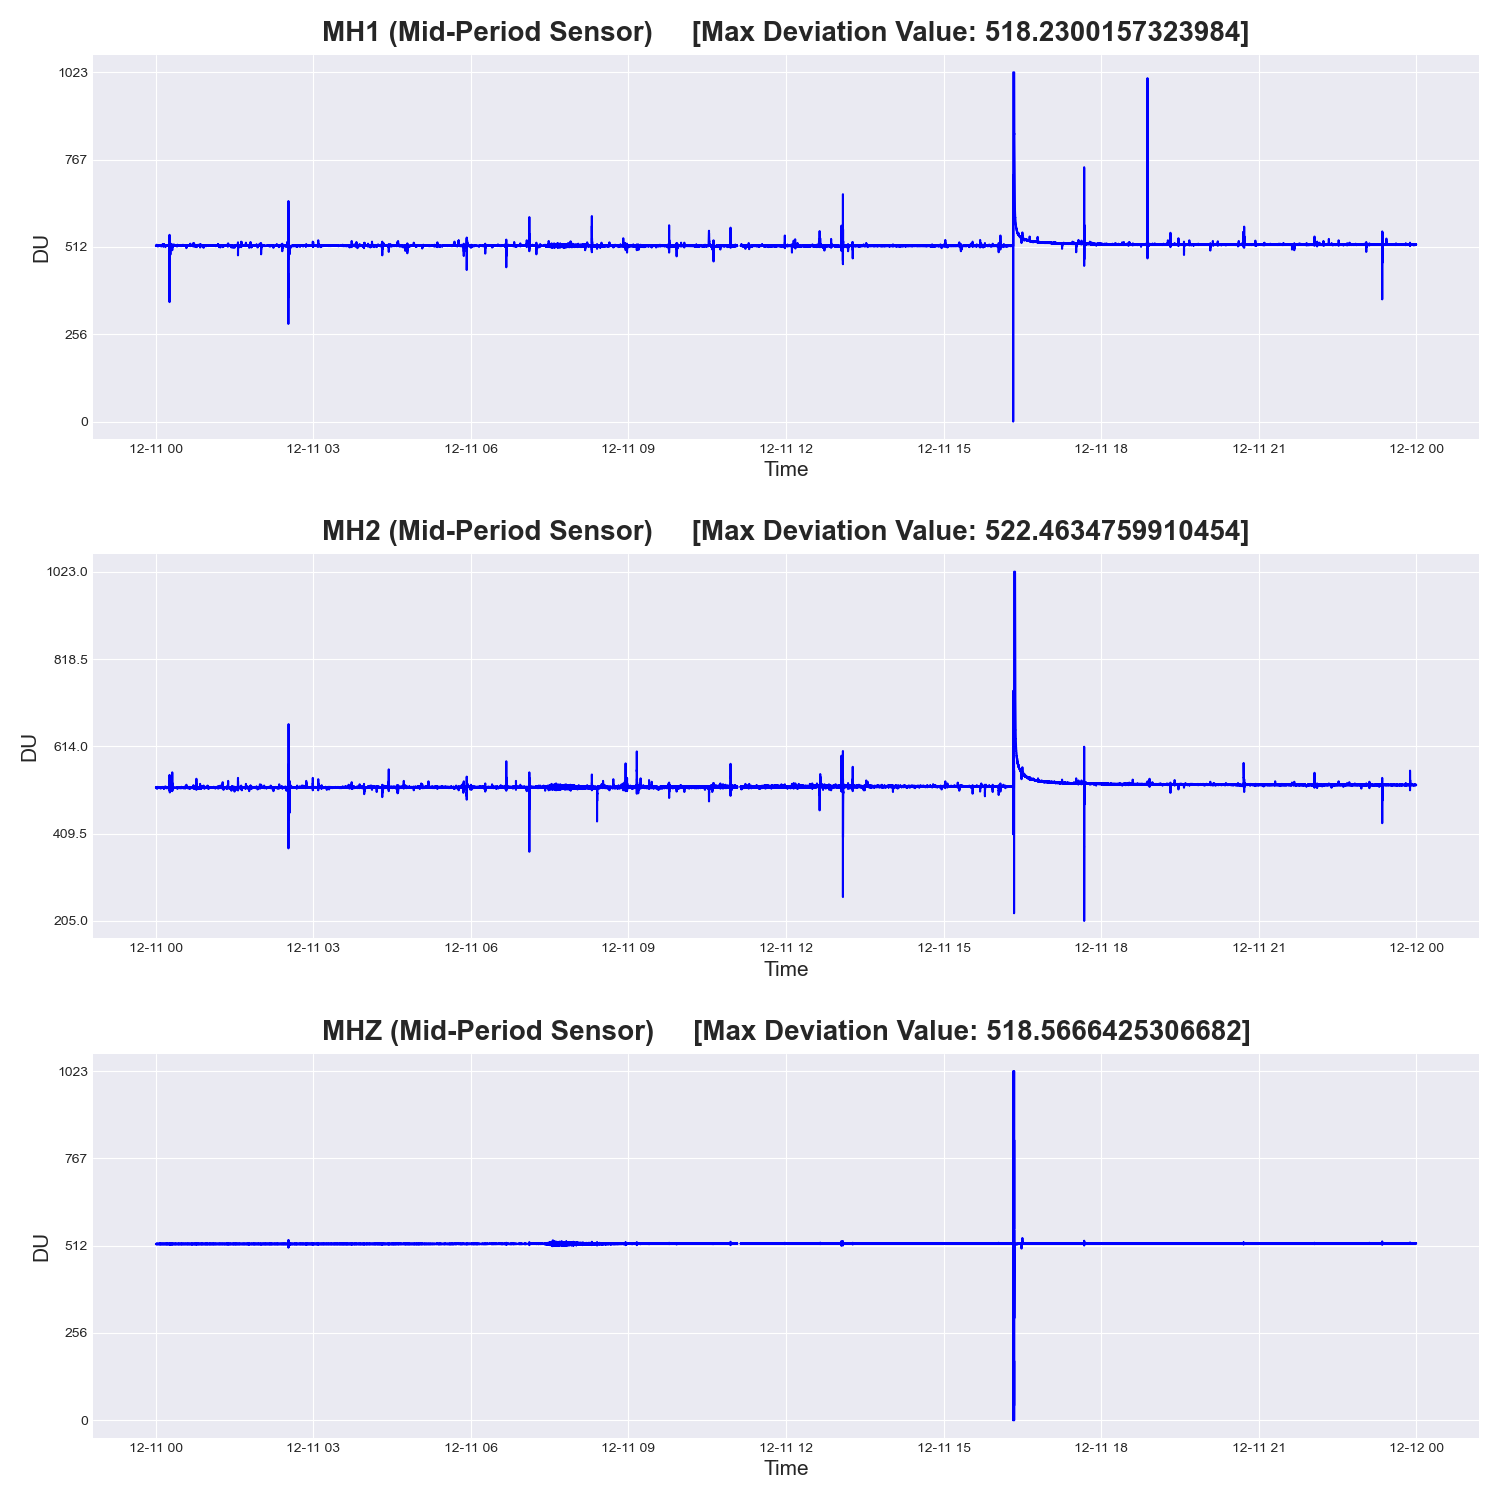 MH1 (Mid-Period Sensor) [Max Deviation Value: 518.2300157323984]
1023
767
512
256
0
DU
12-11 00 12-11 03 12-11 06 12-11 09 12-11 12 12-11 15 12-11 18 12-11 21 12-12 00
Time
MH2 (Mid-Period Sensor) [Max Deviation Value: 522.4634759910454]
1023.0
818.5
614.0
409.5
205.0
DU
12-11 00 12-11 03 12-11 06 12-11 09 12-11 12 12-11 15 12-11 18 12-11 21 12-12 00
Time
MHZ (Mid-Period Sensor) [Max Deviation Value: 518.5666425306682]
1023
767
512
256
0
DU
12-11 00 12-11 03 12-11 06 12-11 09 12-11 12 12-11 15 12-11 18 12-11 21 12-12 00
Time